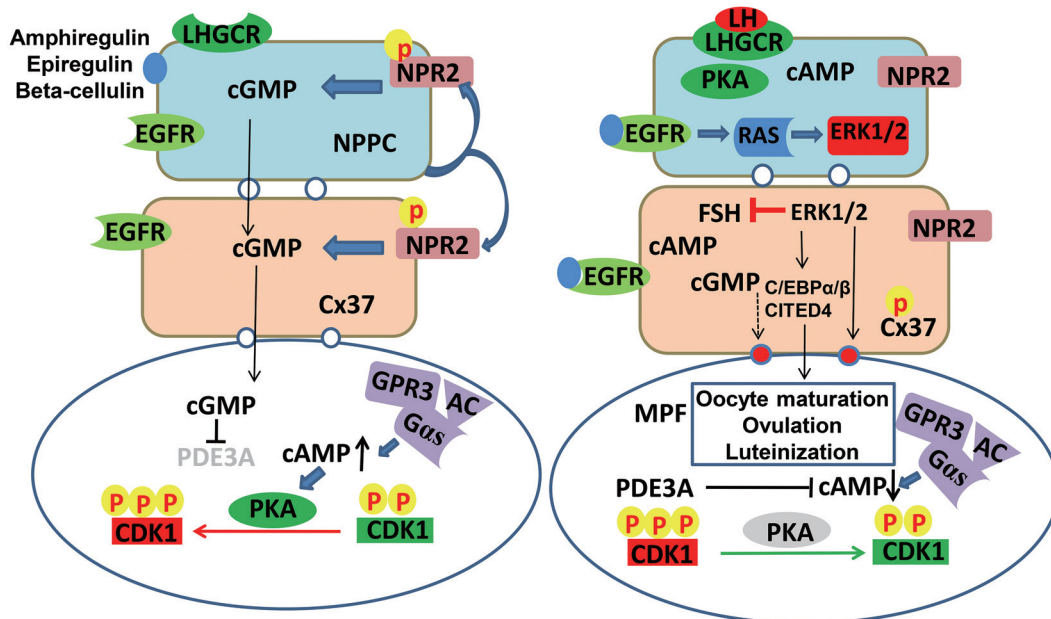 LHGCR
Amphiregulin
Epiregulin
Beta-cellulin
p
NPR2
cGMP
EGFR
NPPC
EGFR
p
NPR2
cGMP
Cx37
cGMP
PDE3A
GPR3
AC
Gαs
cAMP
PKA
P P P
CDK1
P P
CDK1
LH
LHGCR
PKA
cAMP
NPR2
EGFR
RAS
ERK1/2
FSH
ERK1/2
NPR2
cAMP
EGFR
cGMP
C/EBPα/β
CITED4
p
Cx37
MPF
Oocyte maturation
Ovulation
Luteinization
GPR3
AC
Gαs
PDE3A
cAMP
P P P
CDK1
PKA
P P
CDK1